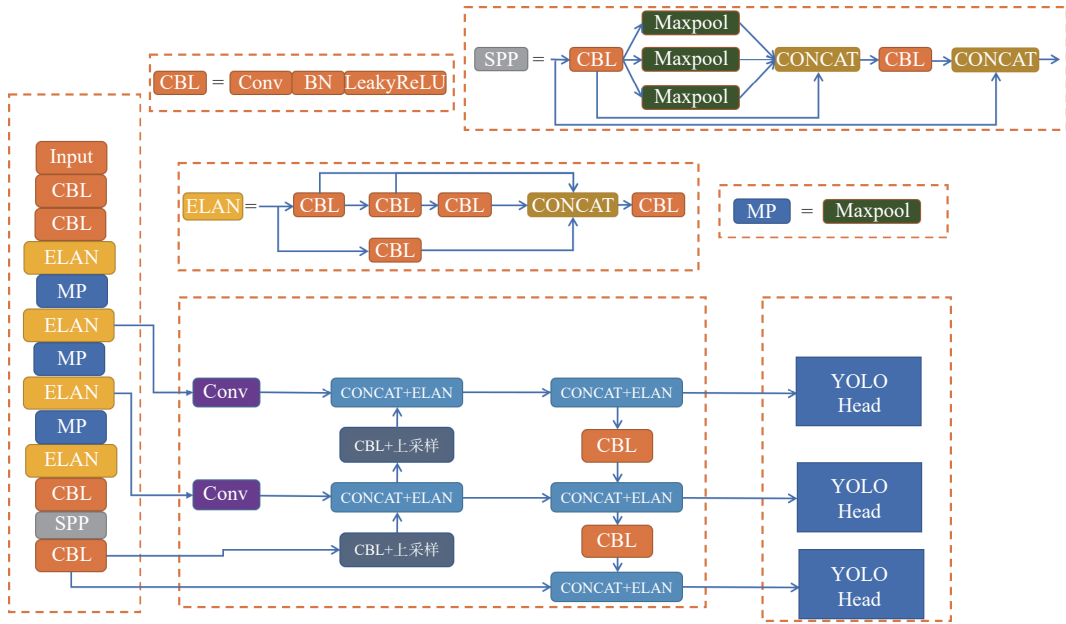 SPP = CBL Maxpool Maxpool Maxpool CONCAT CBL CONCAT
CBL = Conv BN LeakyReLU
ELAN = CBL CBL CBL CONCAT CBL
CBL
MP = Maxpool
Input
CBL
CBL
ELAN
MP
ELAN
MP
ELAN
MP
ELAN
CBL
SPP
CBL
Conv CONCAT+ELAN CONCAT+ELAN
CBL+上采样 CBL
Conv CONCAT+ELAN CONCAT+ELAN
CBL+上采样 CBL
CONCAT+ELAN
YOLO
Head
YOLO
Head
YOLO
Head